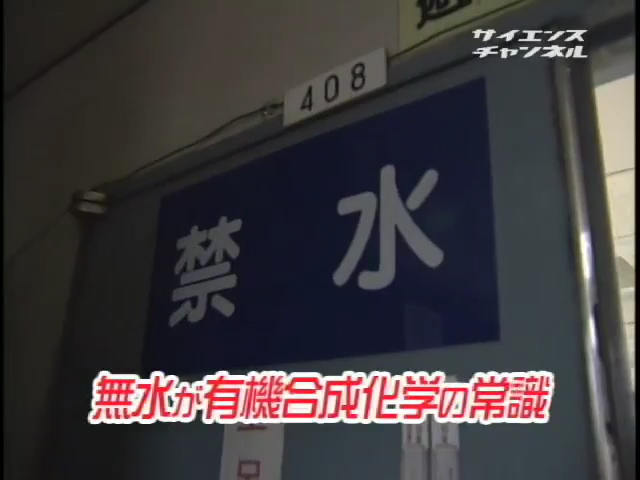 サイエンス
チャンネル
408
禁水
無水が有機合成化学の常識